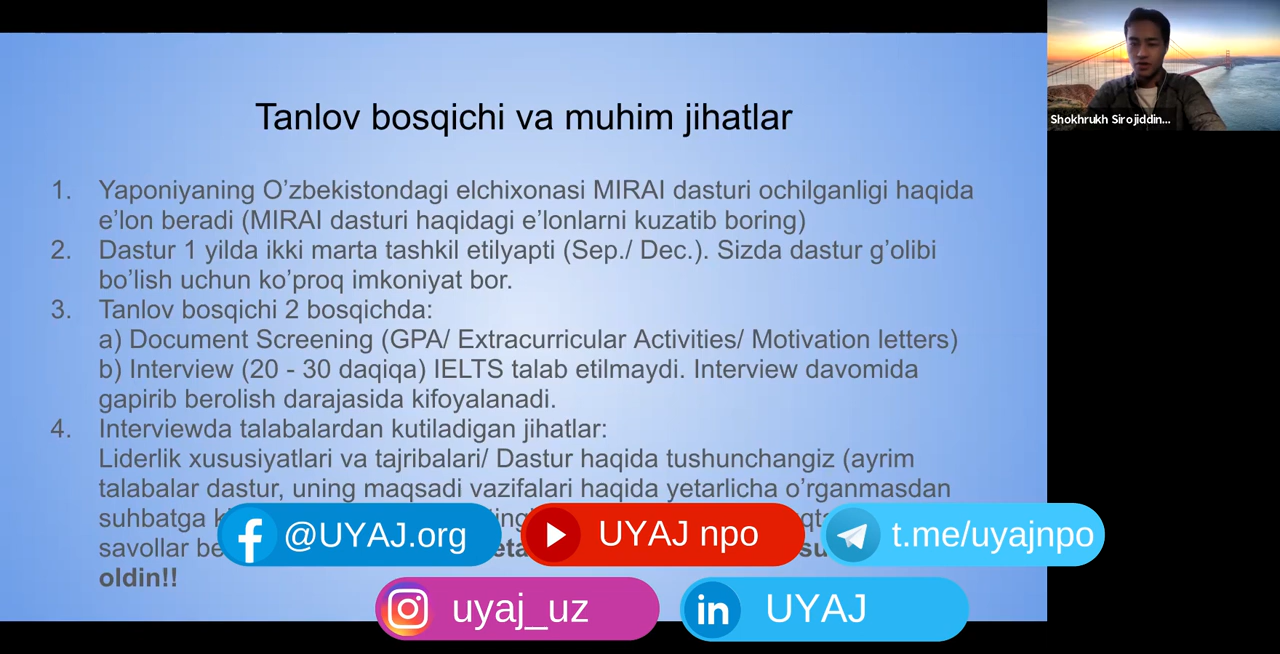 Tanlov bosqichi va muhim jihatlar
Shokhrukh Sirojiddin...
1. Yaponiyaning O’zbekistondagi elchixonasi MIRAI dasturi ochilganligi haqida
e’lon beradi (MIRAI dasturi haqidagi e’lonlarni kuzatib boring)
2. Dastur 1 yilda ikki marta tashkil etilyapti (Sep./ Dec.). Sizda dastur g’olibi
bo’lish uchun ko’proq imkoniyat bor.
3. Tanlov bosqichi 2 bosqichda:
a) Document Screening (GPA/ Extracurricular Activities/ Motivation letters)
b) Interview (20 - 30 daqiqa) IELTS talab etilmaydi. Interview davomida
gapirib berolish darajasida kifoyalanadi.
4. Interviewda talabalardan kutiladigan jihatlar:
Liderlik xususiyatlari va tajribalari/ Dastur haqida tushunchangiz (ayrim
talabalar dastur, uning maqsadi vazifalari haqida yetarlicha o’rganmasdan
suhbatga
savollar
oldin!!
@UYAJ.org
UYAJ npo
t.me/uyajnpo
uyaj_uz
UYAJ